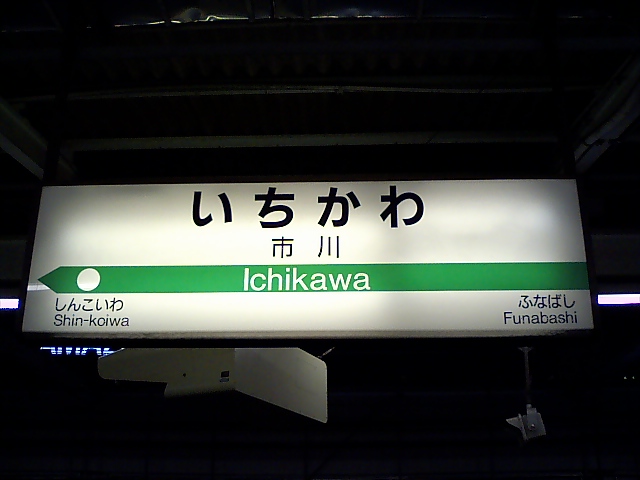 いちかわ
市川
Ichikawa
しんこいわ
Shin-koiwa
ふなばし
Funabashi